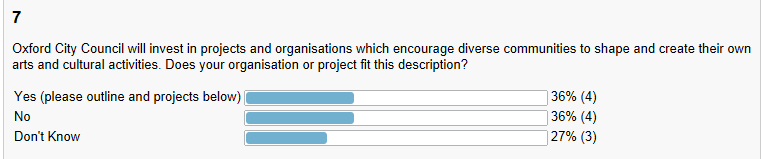 7
Oxford City Council will invest in projects and organisations which encourage diverse communities to shape and create their own
arts and cultural activities. Does your organisation or project fit this description?
Yes (please outline and projects below) 36% (4)
No 36% (4)
Don't Know 27% (3)